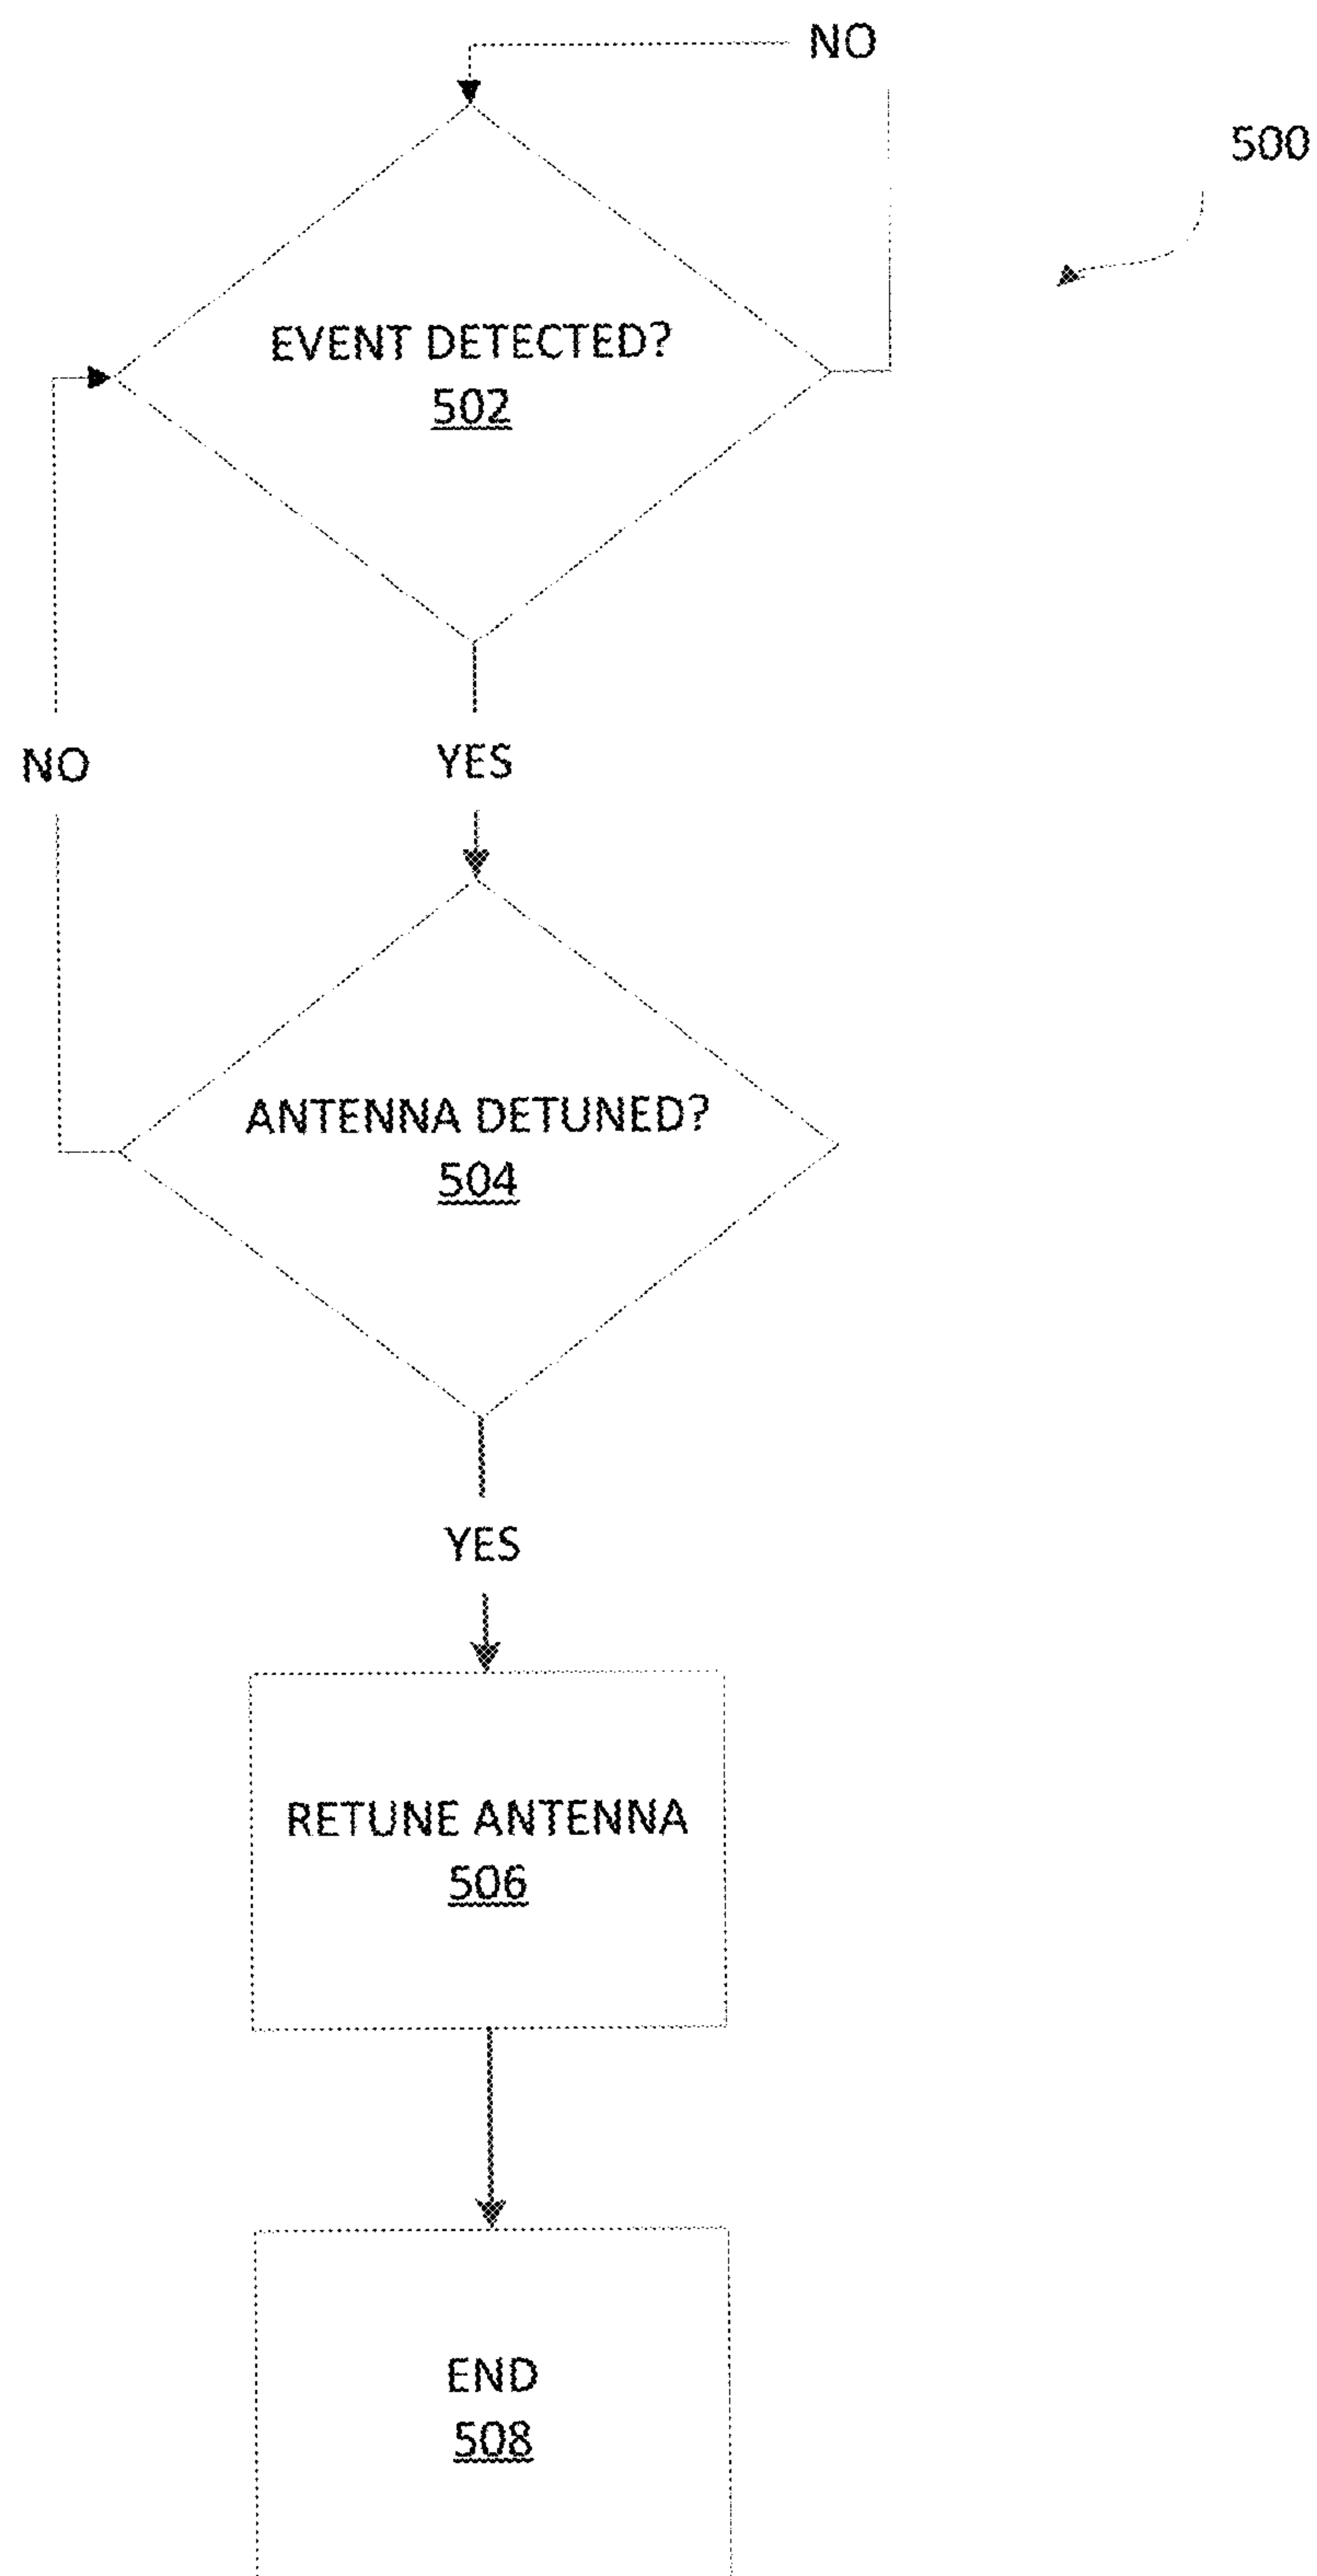 NO
500
EVENT DETECTED?
502
NO
YES
ANTENNA DETUNED?
504
YES
RETUNE ANTENNA
506
END
508